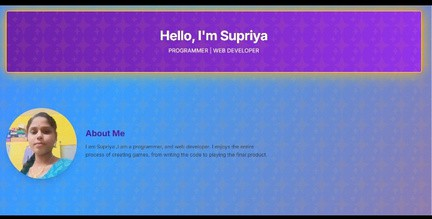 Hello, I'm Supriya
PROGRAMMER | WEB DEVELOPER
About Me
I am Supriya, I am a programmer, and web developer. I enjoys the entire
process of creating games, from writing the code to playing the final product.